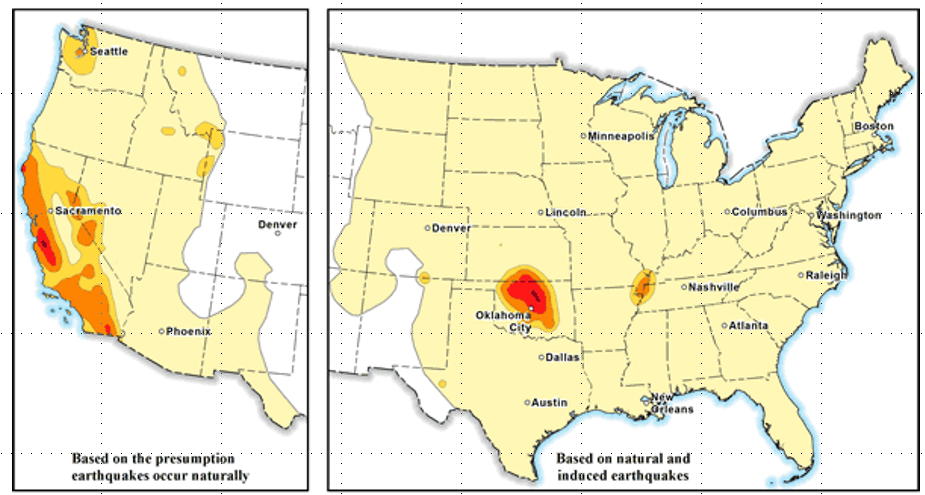 Seattle
Sacramento
Denver
Phoenix
Based on the presumption
earthquakes occur naturally
Minneapolis
Boston
Lincoln
Columbus
Washington
Denver
Raleigh
Nashville
Oklahoma
City
Atlanta
Dallas
Austin
New
Orleans
Based on natural and
induced earthquakes